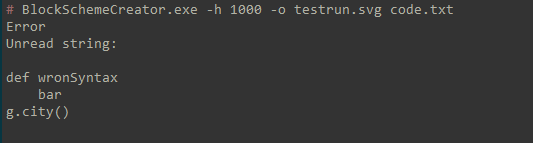 # BlockSchemeCreator.exe -h 1000 -o testrun.svg code.txt
Error
Unread string:

def wronSyntax
    bar
g.city()